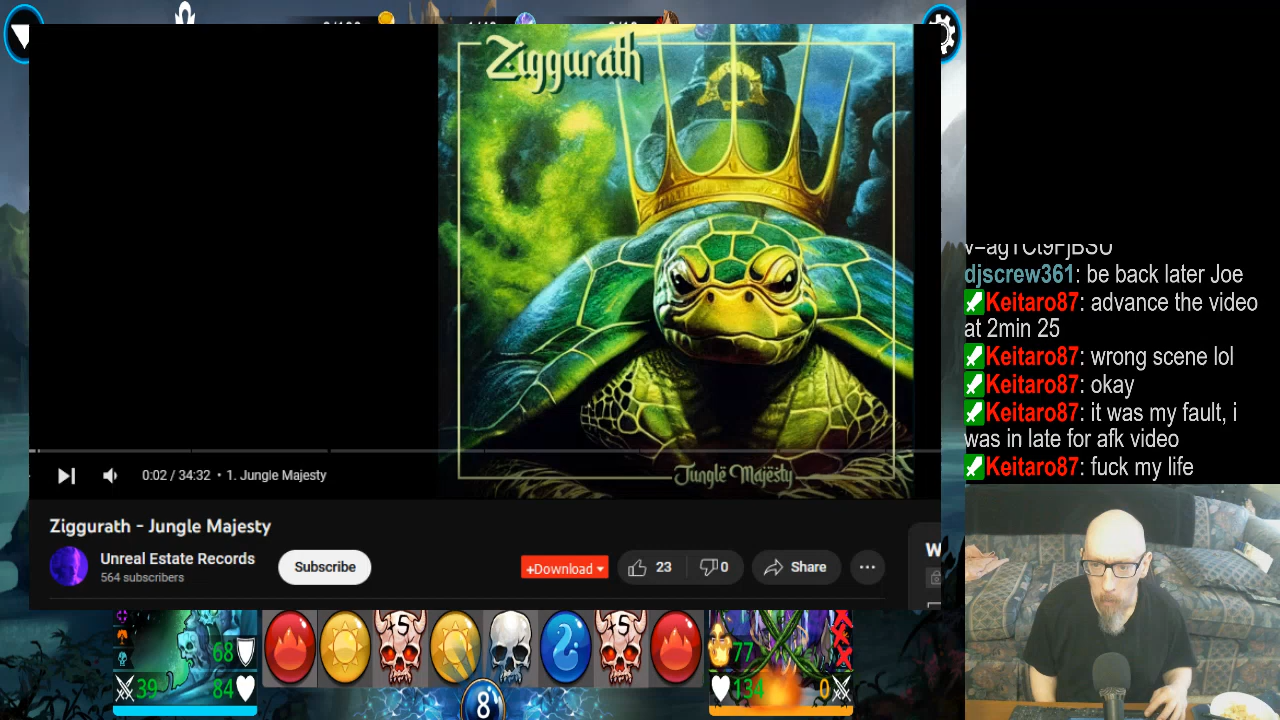 Ziggurath
Jungle Majesty
0:02 / 34:32 • 1. Jungle Majesty
Ziggurath - Jungle Majesty
Unreal Estate Records
564 subscribers
Subscribe
+Download
23
0
Share
...
W
djscrew361: be back later Joe
Keitaro87: advance the video
at 2min 25
Keitaro87: wrong scene lol
Keitaro87: okay
Keitaro87: it was my fault, i
was in late for afk video
Keitaro87: fuck my life
68
39
84
5
5
8
77
134
0